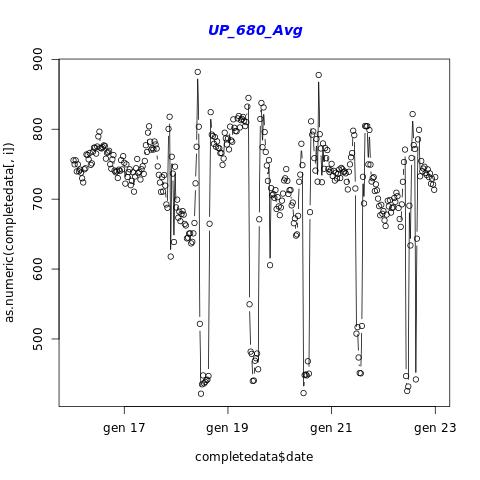 UP_680_Avg
as.numeric(completedata[, i])
900
800
700
600
500
gen 17
gen 19
gen 21
gen 23
completedata$date